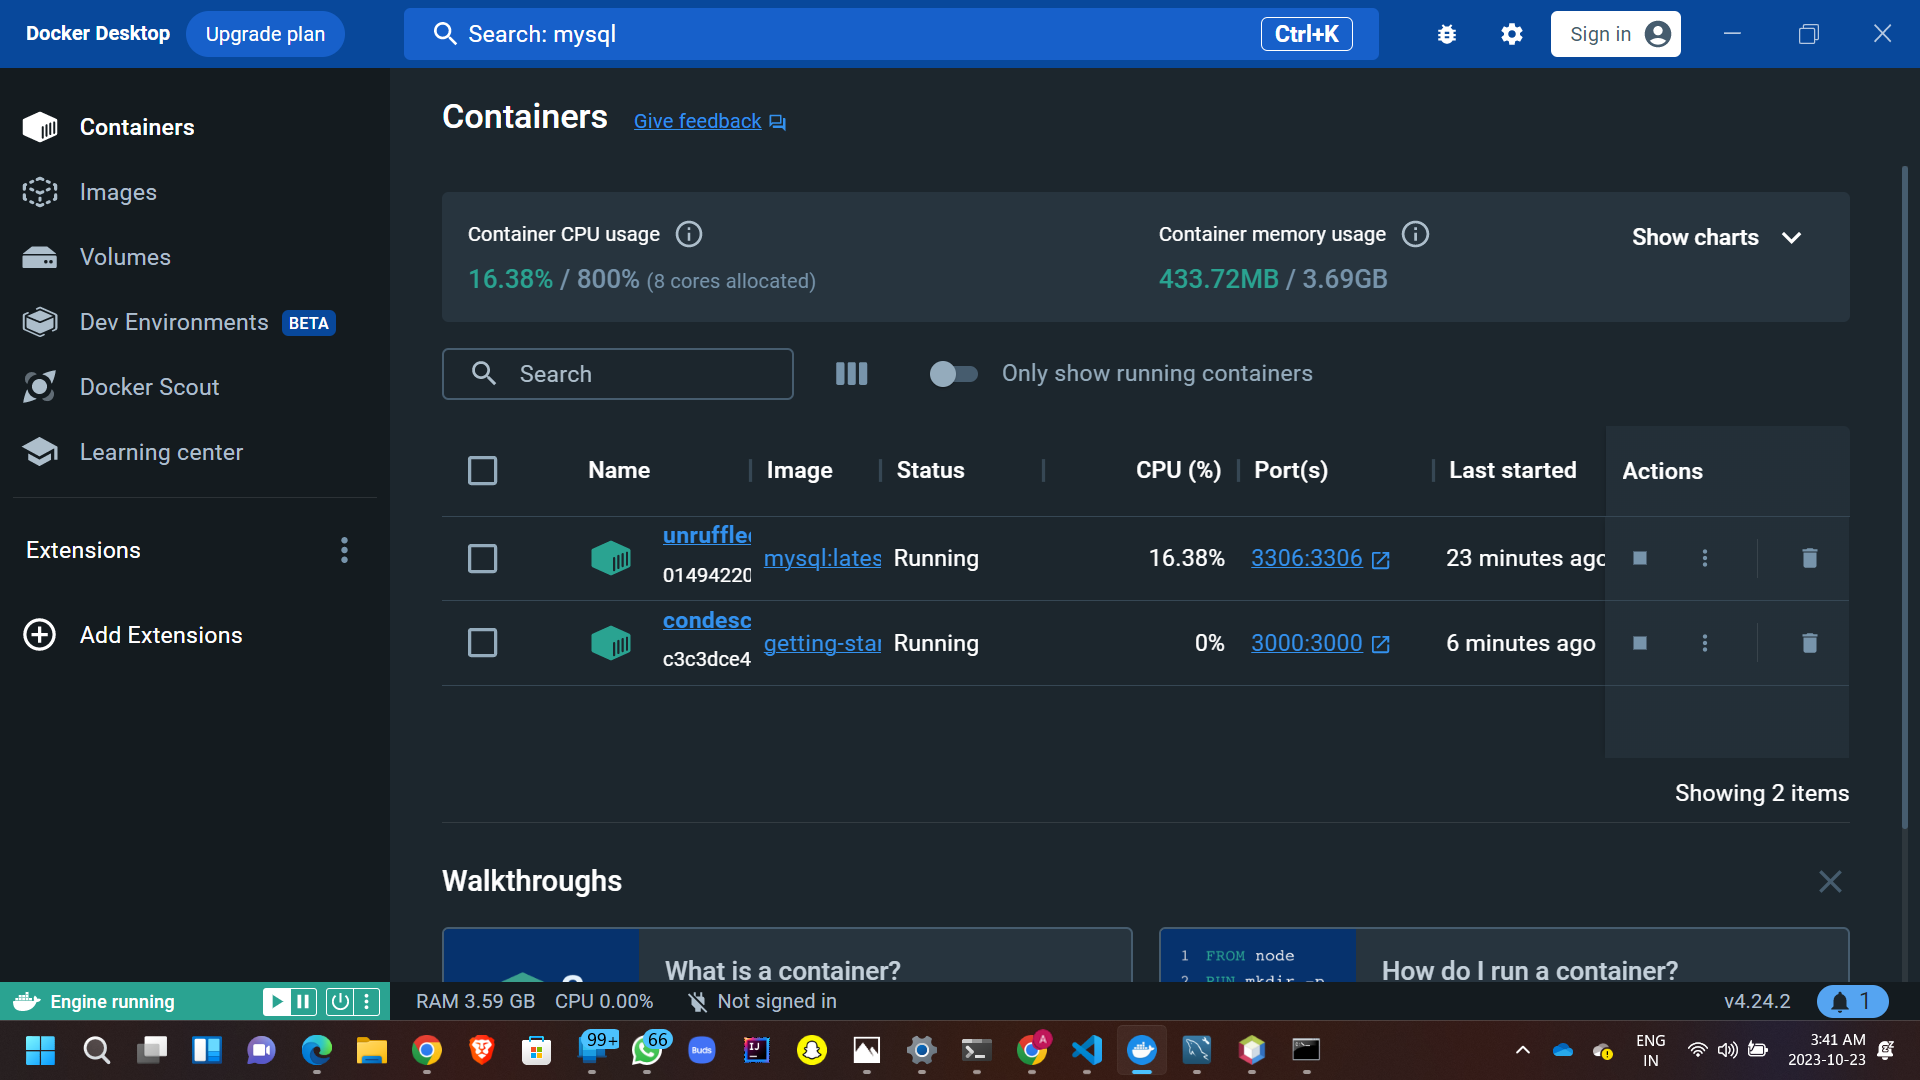 Docker Desktop
Upgrade plan
Search: mysql
Ctrl+K
Sign in
Containers
Images
Volumes
Dev Environments BETA
Docker Scout
Learning center
Extensions
Add Extensions
Containers Give feedback
Container CPU usage
16.38% / 800% (8 cores allocated)
Container memory usage
433.72MB / 3.69GB
Show charts
Search
Only show running containers
Name Image Status CPU (%) Port(s) Last started Actions
unruffled
01494220
mysql:lates Running 16.38% 3306:3306 23 minutes ago
condesc
c3c3dce4
getting-star Running 0% 3000:3000 6 minutes ago
Showing 2 items
Walkthroughs
What is a container?
1 FROM node
2 RUN mkdir -p
How do I run a container?
Engine running
RAM 3.59 GB CPU 0.00% Not signed in
v4.24.2
1
99+
66
Buds
IJ
A
ENG
IN
3:41 AM
2023-10-23